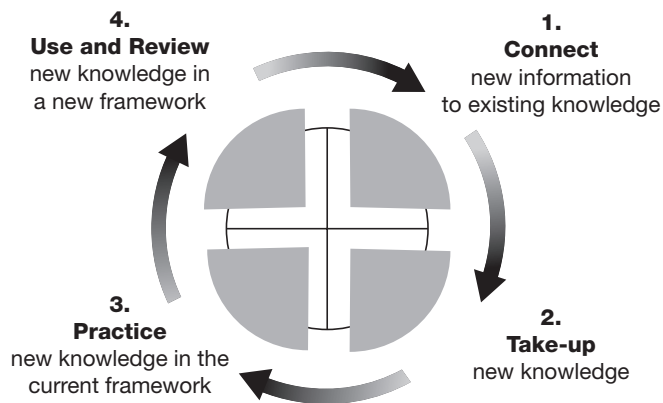 1.
Connect
new information
to existing knowledge
2.
Take-up
new knowledge
3.
Practice
new knowledge in the
current framework
4.
Use and Review
new knowledge in
a new framework